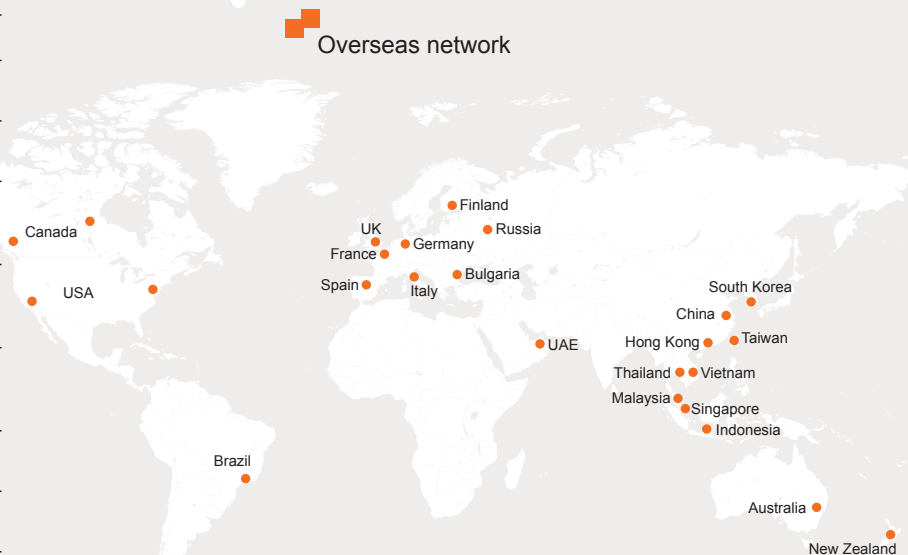 Overseas network
Finland
UK
Russia
Canada
Germany
France
Bulgaria
Spain
Italy
USA
South Korea
China
Taiwan
Hong Kong
UAE
Thailand
Vietnam
Malaysia
Singapore
Indonesia
Brazil
Australia
New Zealand